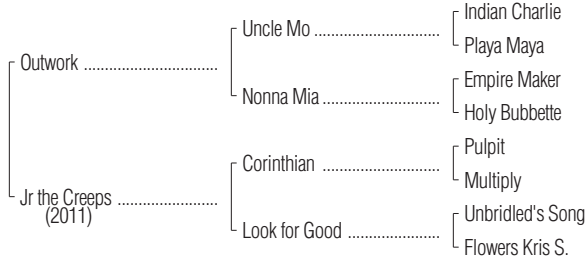 Indian Charlie
Uncle Mo ....................................
Playa Maya
Outwork ......................................
Empire Maker
Nonna Mia .................................
Holy Bubbette
Pulpit
Corinthian .................................
Multiply
Jr the Creeps ............................
(2011)
Unbridled's Song
Look for Good ..........................
Flowers Kris S.